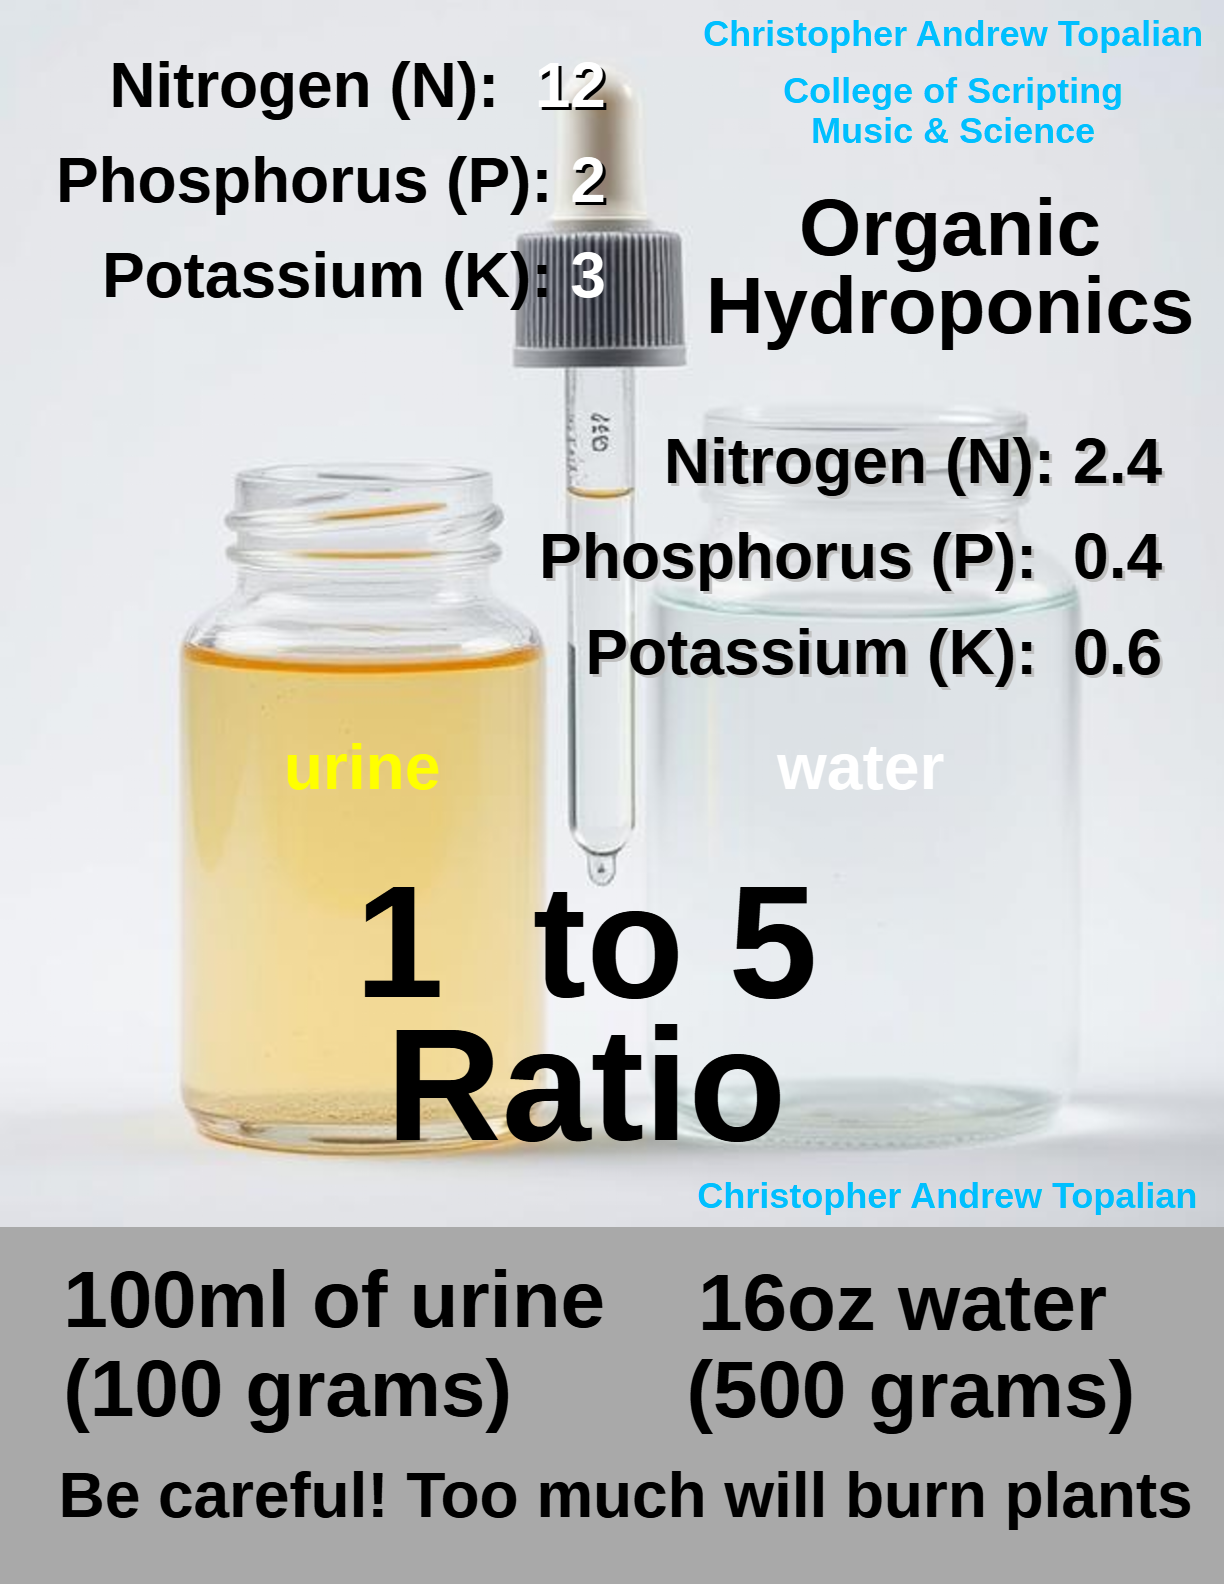 Christopher Andrew Topalian
College of Scripting
Music & Science
Nitrogen (N): 12
Phosphorus (P): 2
Potassium (K): 3
Organic
Hydroponics
Nitrogen (N): 2.4
Phosphorus (P): 0.4
Potassium (K): 0.6
urine
water
1 to 5
Ratio
Christopher Andrew Topalian
100ml of urine
(100 grams)
16oz water
(500 grams)
Be careful! Too much will burn plants